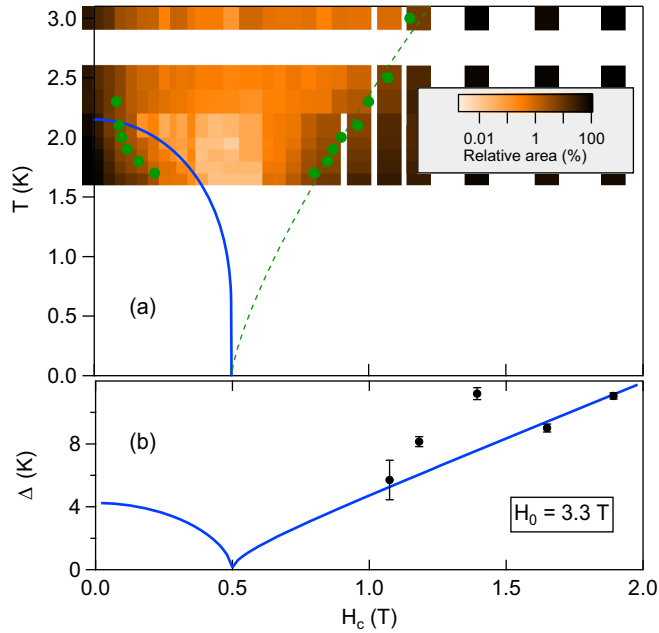 3.0
2.5
2.0
1.5
1.0
0.5
0.0
T (K)
0.01 1 100
Relative area (%)
(a)
(b)
8
4
0
Δ (K)
H₀ = 3.3 T
0.0 0.5 1.0 1.5 2.0
H_c (T)